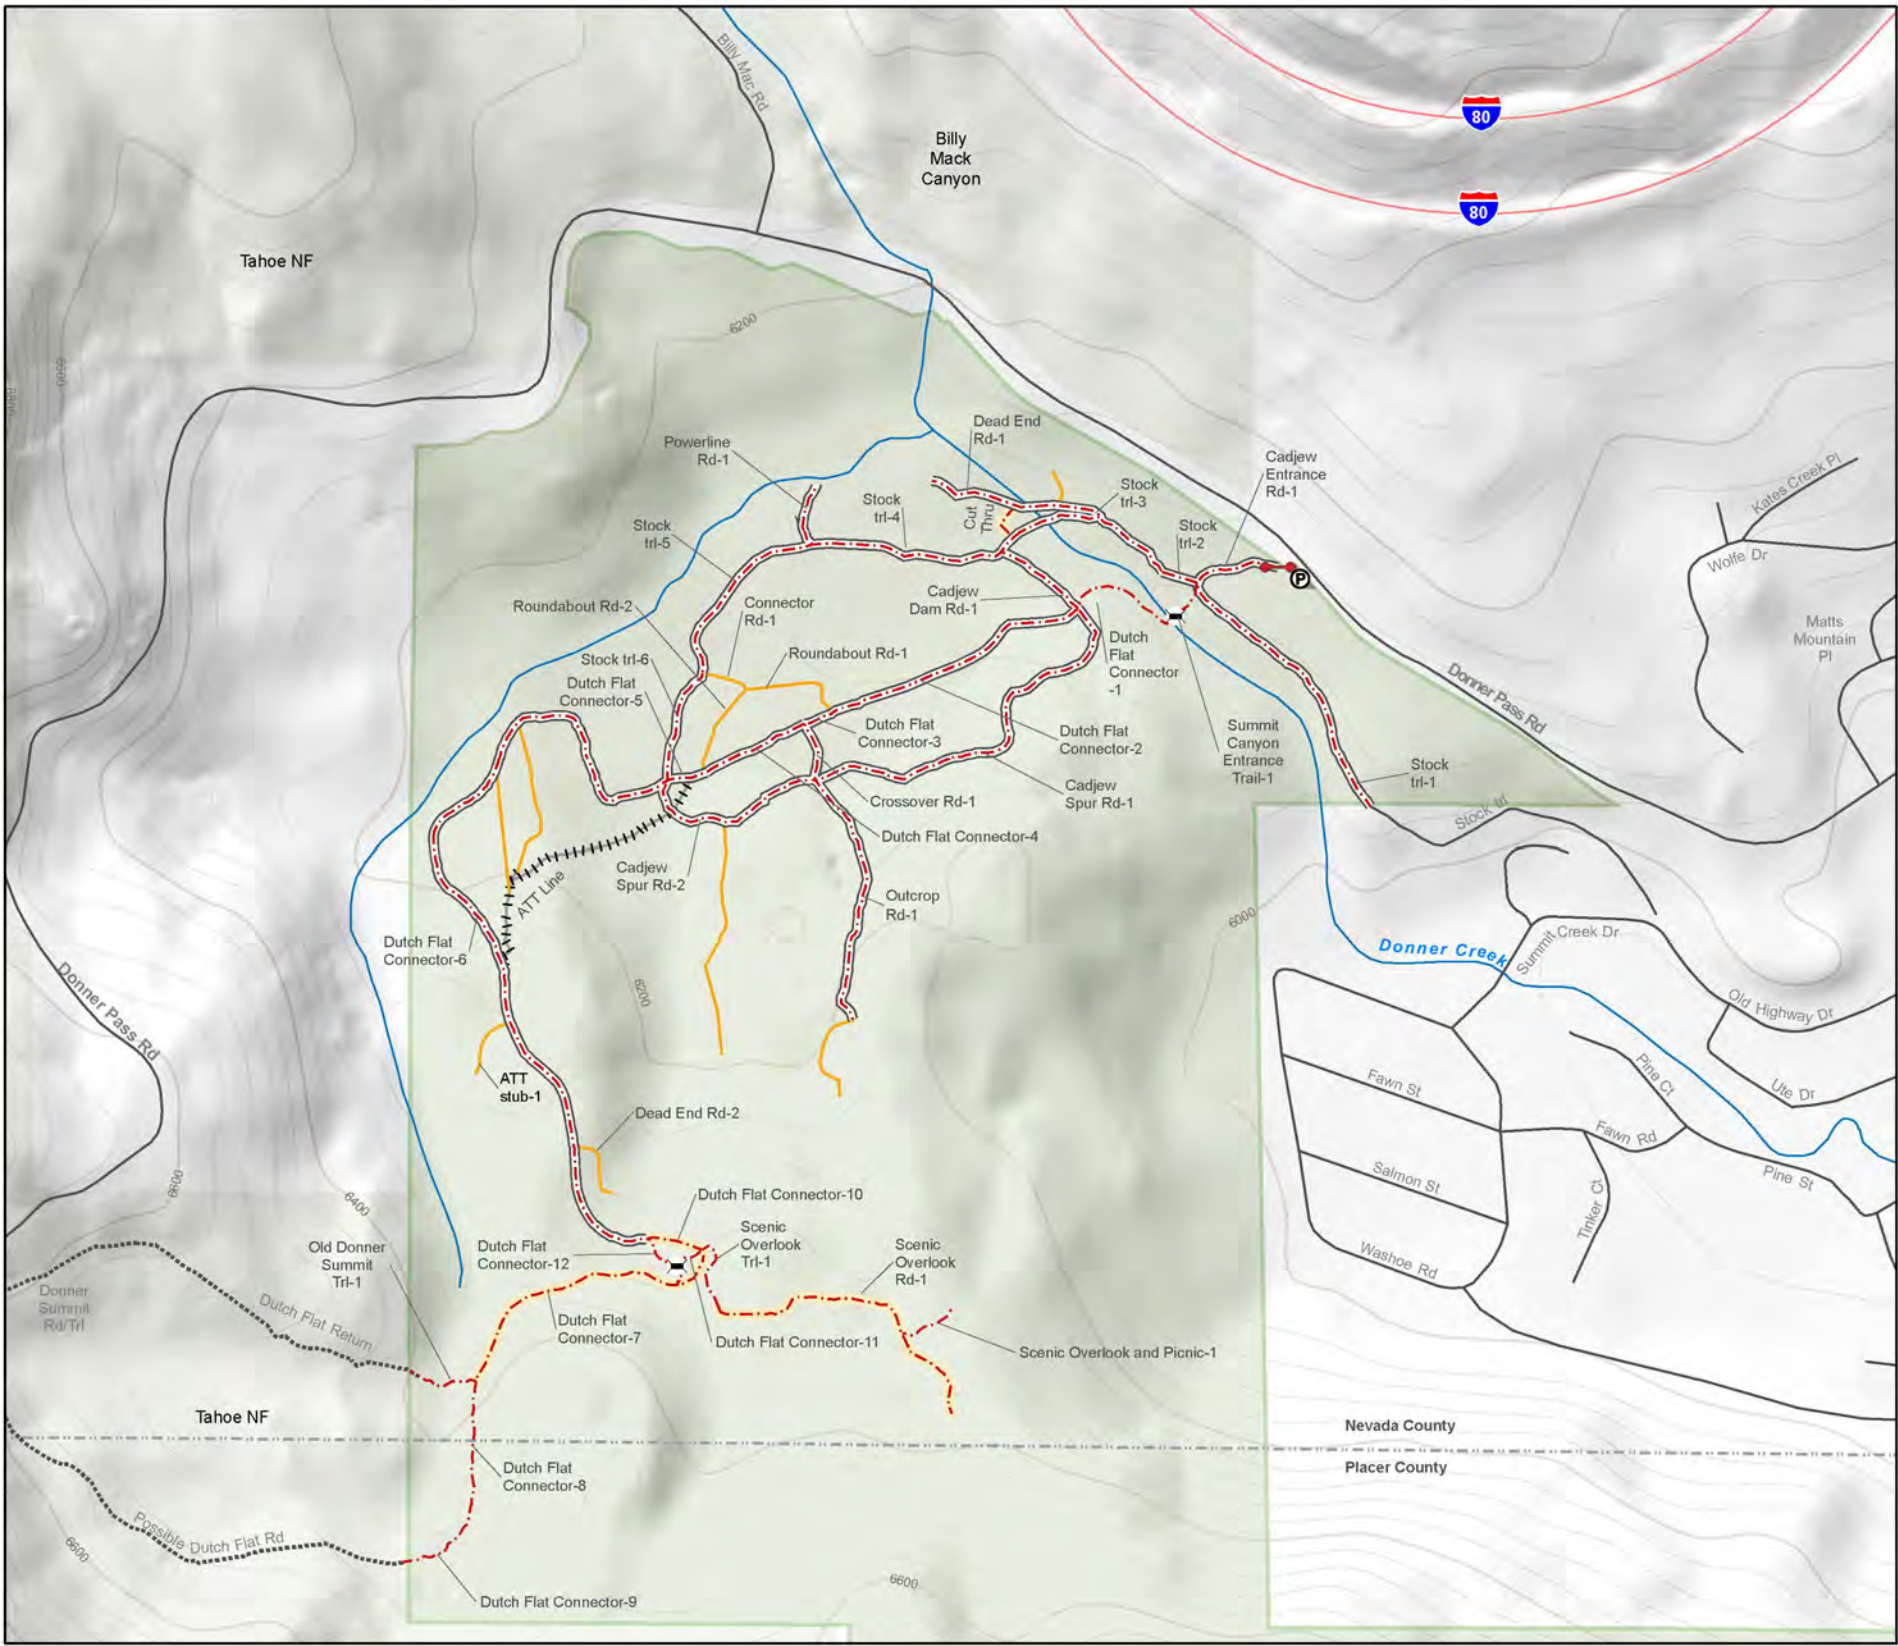 Billy Mac Rd
80
Billy
Mack
Canyon
80
Tahoe NF
6200
6600
Dead End
Rd-1
Powerline
Rd-1
Cadjew
Entrance
Rd-1
Kates Creek Pl
Stock
trl-3
Stock
trl-4
Cut
Thru
Stock
trl-5
Stock
trl-2
P
Wolfe Dr
Cadjew
Dam Rd-1
Roundabout Rd-2
Connector
Rd-1
Matts
Mountain
Pl
Dutch
Flat
Connector
-1
Roundabout Rd-1
Stock trl-6
Dutch Flat
Connector-5
Donner Pass Rd
Dutch Flat
Connector-3
Dutch Flat
Connector-2
Summit
Canyon
Entrance
Trail-1
Stock
trl-1
Cadjew
Spur Rd-1
Crossover Rd-1
Stock trl
Dutch Flat Connector-4
Cadjew
Spur Rd-2
ATT Line
Outcrop
Rd-1
6000
Dutch Flat
Connector-6
Donner Creek
Summit Creek Dr
Donner Pass Rd
6200
Old Highway Dr
Pine Ct
Fawn St
Ute Dr
ATT
stub-1
Dead End Rd-2
Fawn Rd
Salmon St
Pine St
6600
6400
Dutch Flat Connector-10
Tinker Ct
Old Donner
Summit
Trl-1
Dutch Flat
Connector-12
Scenic
Overlook
Trl-1
Scenic
Overlook
Rd-1
Washoe Rd
Donner
Summit
Rd/Trl
Dutch Flat Return
Dutch Flat
Connector-7
Dutch Flat Connector-11
Scenic Overlook and Picnic-1
Tahoe NF
Nevada County
Placer County
Dutch Flat
Connector-8
Possible Dutch Flat Rd
6600
6600
Dutch Flat Connector-9